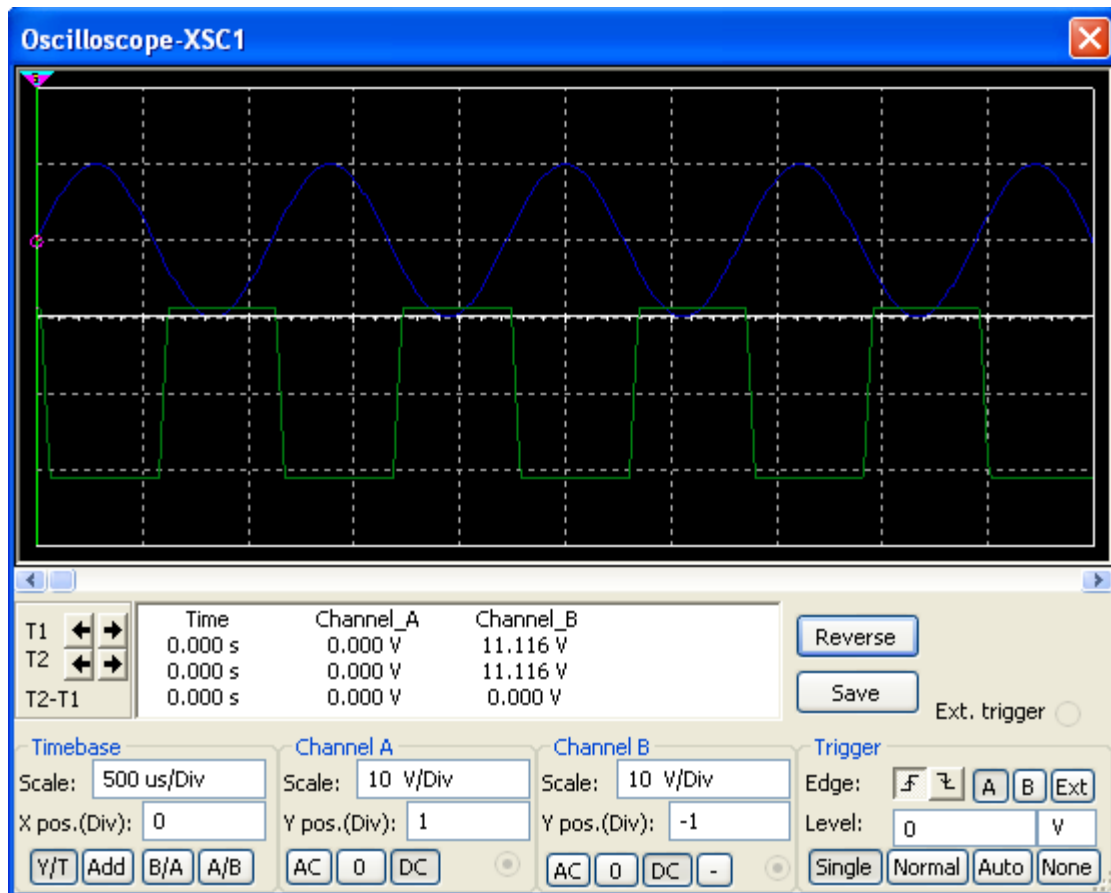 Oscilloscope-XSC1
Time Channel_A Channel_B
T1 0.000 s 0.000 V 11.116 V
T2 0.000 s 0.000 V 11.116 V
T2-T1 0.000 s 0.000 V 0.000 V
Reverse
Save
Ext. trigger
Timebase
Scale: 500 us/Div
X pos.(Div): 0
Y/T Add B/A A/B
Channel A
Scale: 10 V/Div
Y pos.(Div): 1
AC 0 DC
Channel B
Scale: 10 V/Div
Y pos.(Div): -1
AC 0 DC -
Trigger
Edge: A B Ext
Level: 0 V
Single Normal Auto None